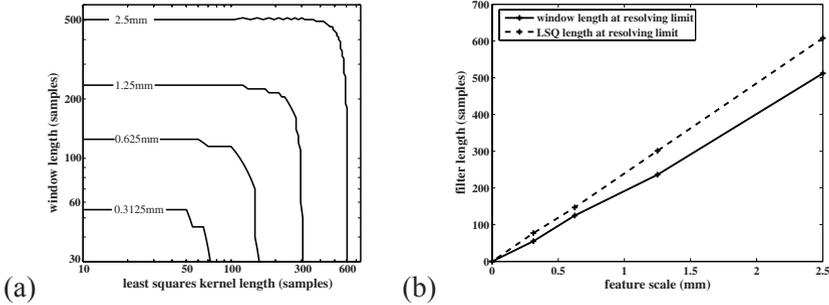 (a)
window length (samples)
500
200
100
60
30
2.5mm
1.25mm
0.625mm
0.3125mm
10 50 100 300 600
least squares kernel length (samples)
(b)
filter length (samples)
700
600
500
400
300
200
100
0
window length at resolving limit
LSQ length at resolving limit
0 0.5 1 1.5 2 2.5
feature scale (mm)